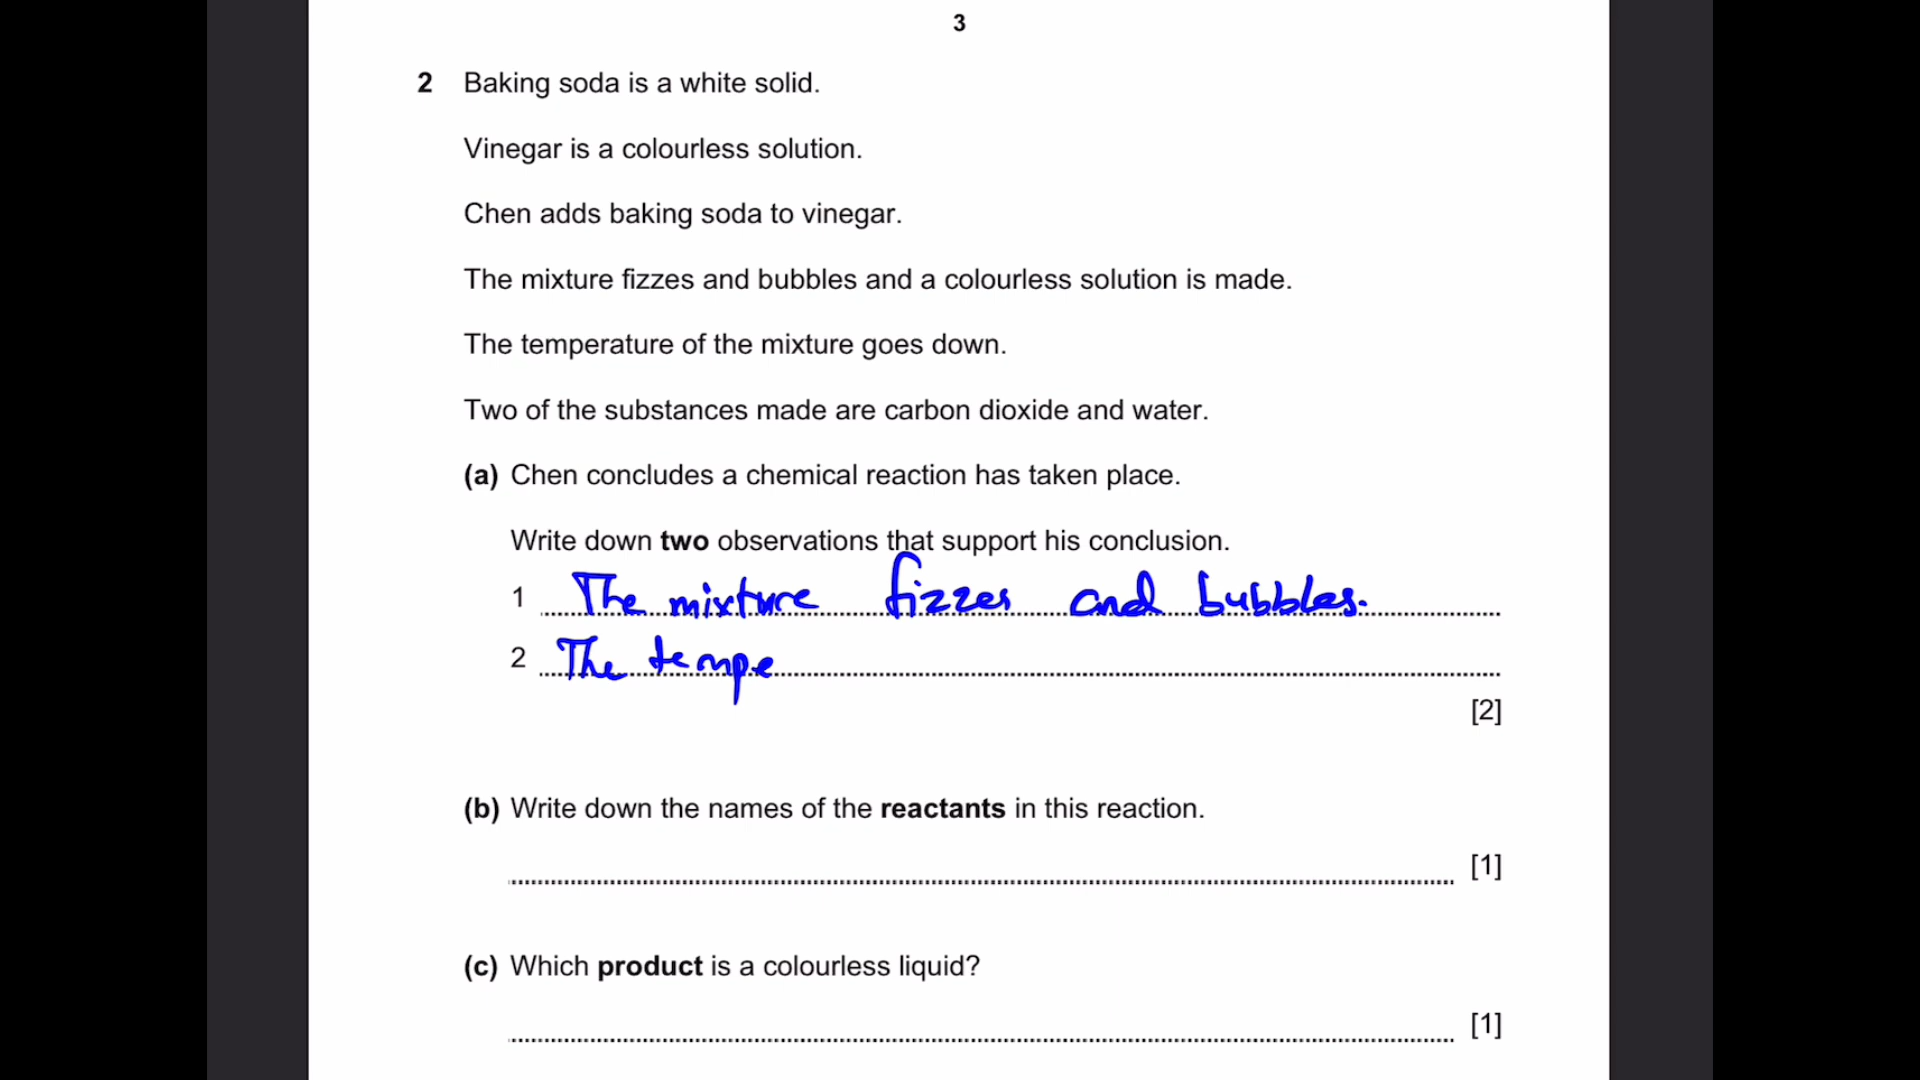 3
2 Baking soda is a white solid.
Vinegar is a colourless solution.
Chen adds baking soda to vinegar.
The mixture fizzes and bubbles and a colourless solution is made.
The temperature of the mixture goes down.
Two of the substances made are carbon dioxide and water.
(a) Chen concludes a chemical reaction has taken place.
Write down two observations that support his conclusion.
1 The mixture fizzes and bubbles.
2 The tempe
[2]
(b) Write down the names of the reactants in this reaction.
[1]
(c) Which product is a colourless liquid?
[1]